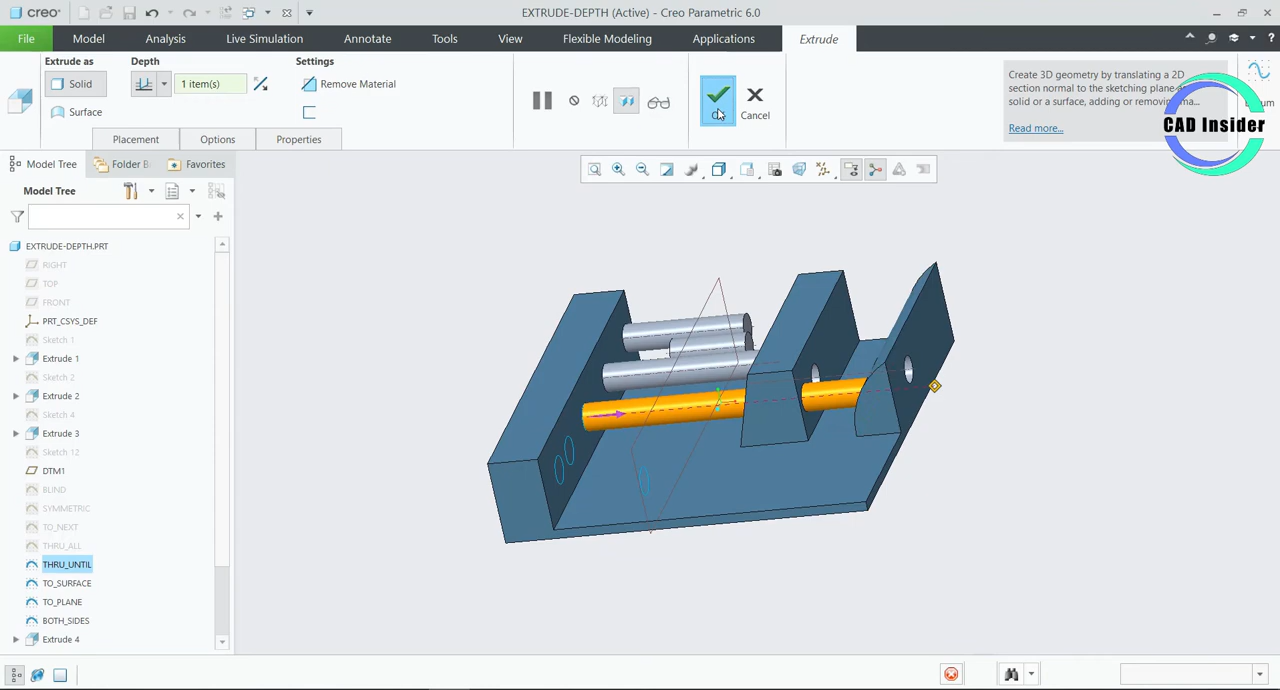 creo
EXTRUDE-DEPTH (Active) - Creo Parametric 6.0
File
Model
Analysis
Live Simulation
Annotate
Tools
View
Flexible Modeling
Applications
Extrude
Extrude as
Solid
Surface
Depth
1 item(s)
Settings
Remove Material
Placement
Options
Properties
Cancel
Create 3D geometry by translating a 2D
section normal to the sketching plane as
solid or a surface, adding or removing ma...
Read more...
CAD Insider
Model Tree
Folder B
Favorites
Model Tree
EXTRUDE-DEPTH.PRT
RIGHT
TOP
FRONT
PRT_CSYS_DEF
Sketch 1
Extrude 1
Sketch 2
Extrude 2
Sketch 4
Extrude 3
Sketch 12
DTM1
BLIND
SYMMETRIC
TO_NEXT
THRU_ALL
THRU_UNTIL
TO_SURFACE
TO_PLANE
BOTH_SIDES
Extrude 4